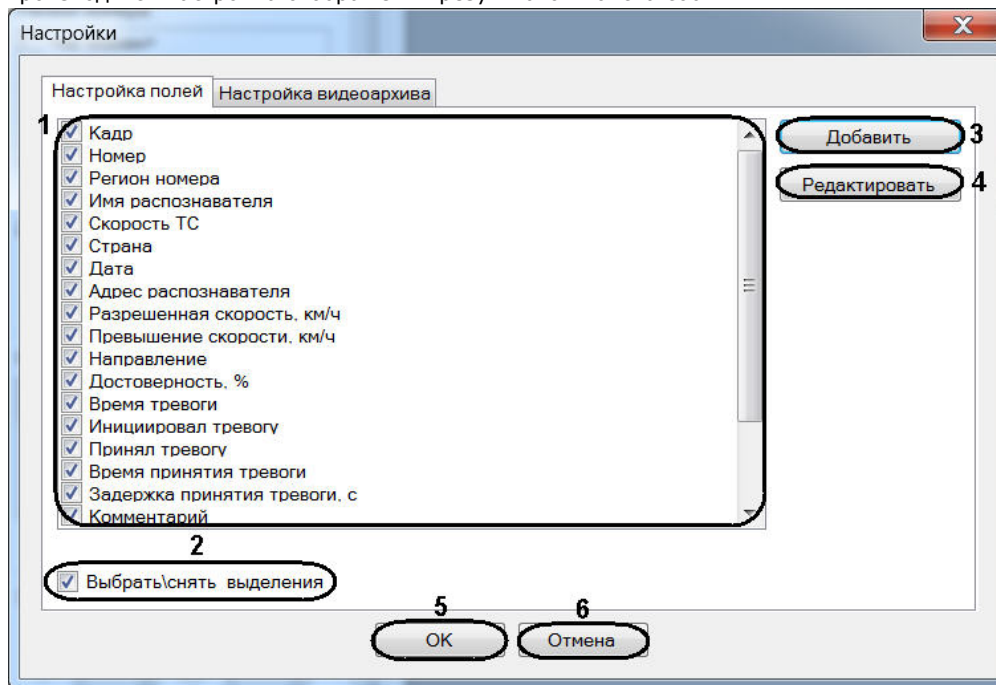 Настройки
X
Настройка полей Настройка видеоархива
1 Кадр
Номер
Регион номера
Имя распознавателя
Скорость ТС
Страна
Дата
Адрес распознавателя
Разрешенная скорость, км/ч
Превышение скорости, км/ч
Направление
Достоверность, %
Время тревоги
Инициировал тревогу
Принял тревогу
Время принятия тревоги
Задержка принятия тревоги, с
Комментарий
Добавить 3
Редактировать 4
2
Выбрать\снять выделения
5 6
OK Отмена